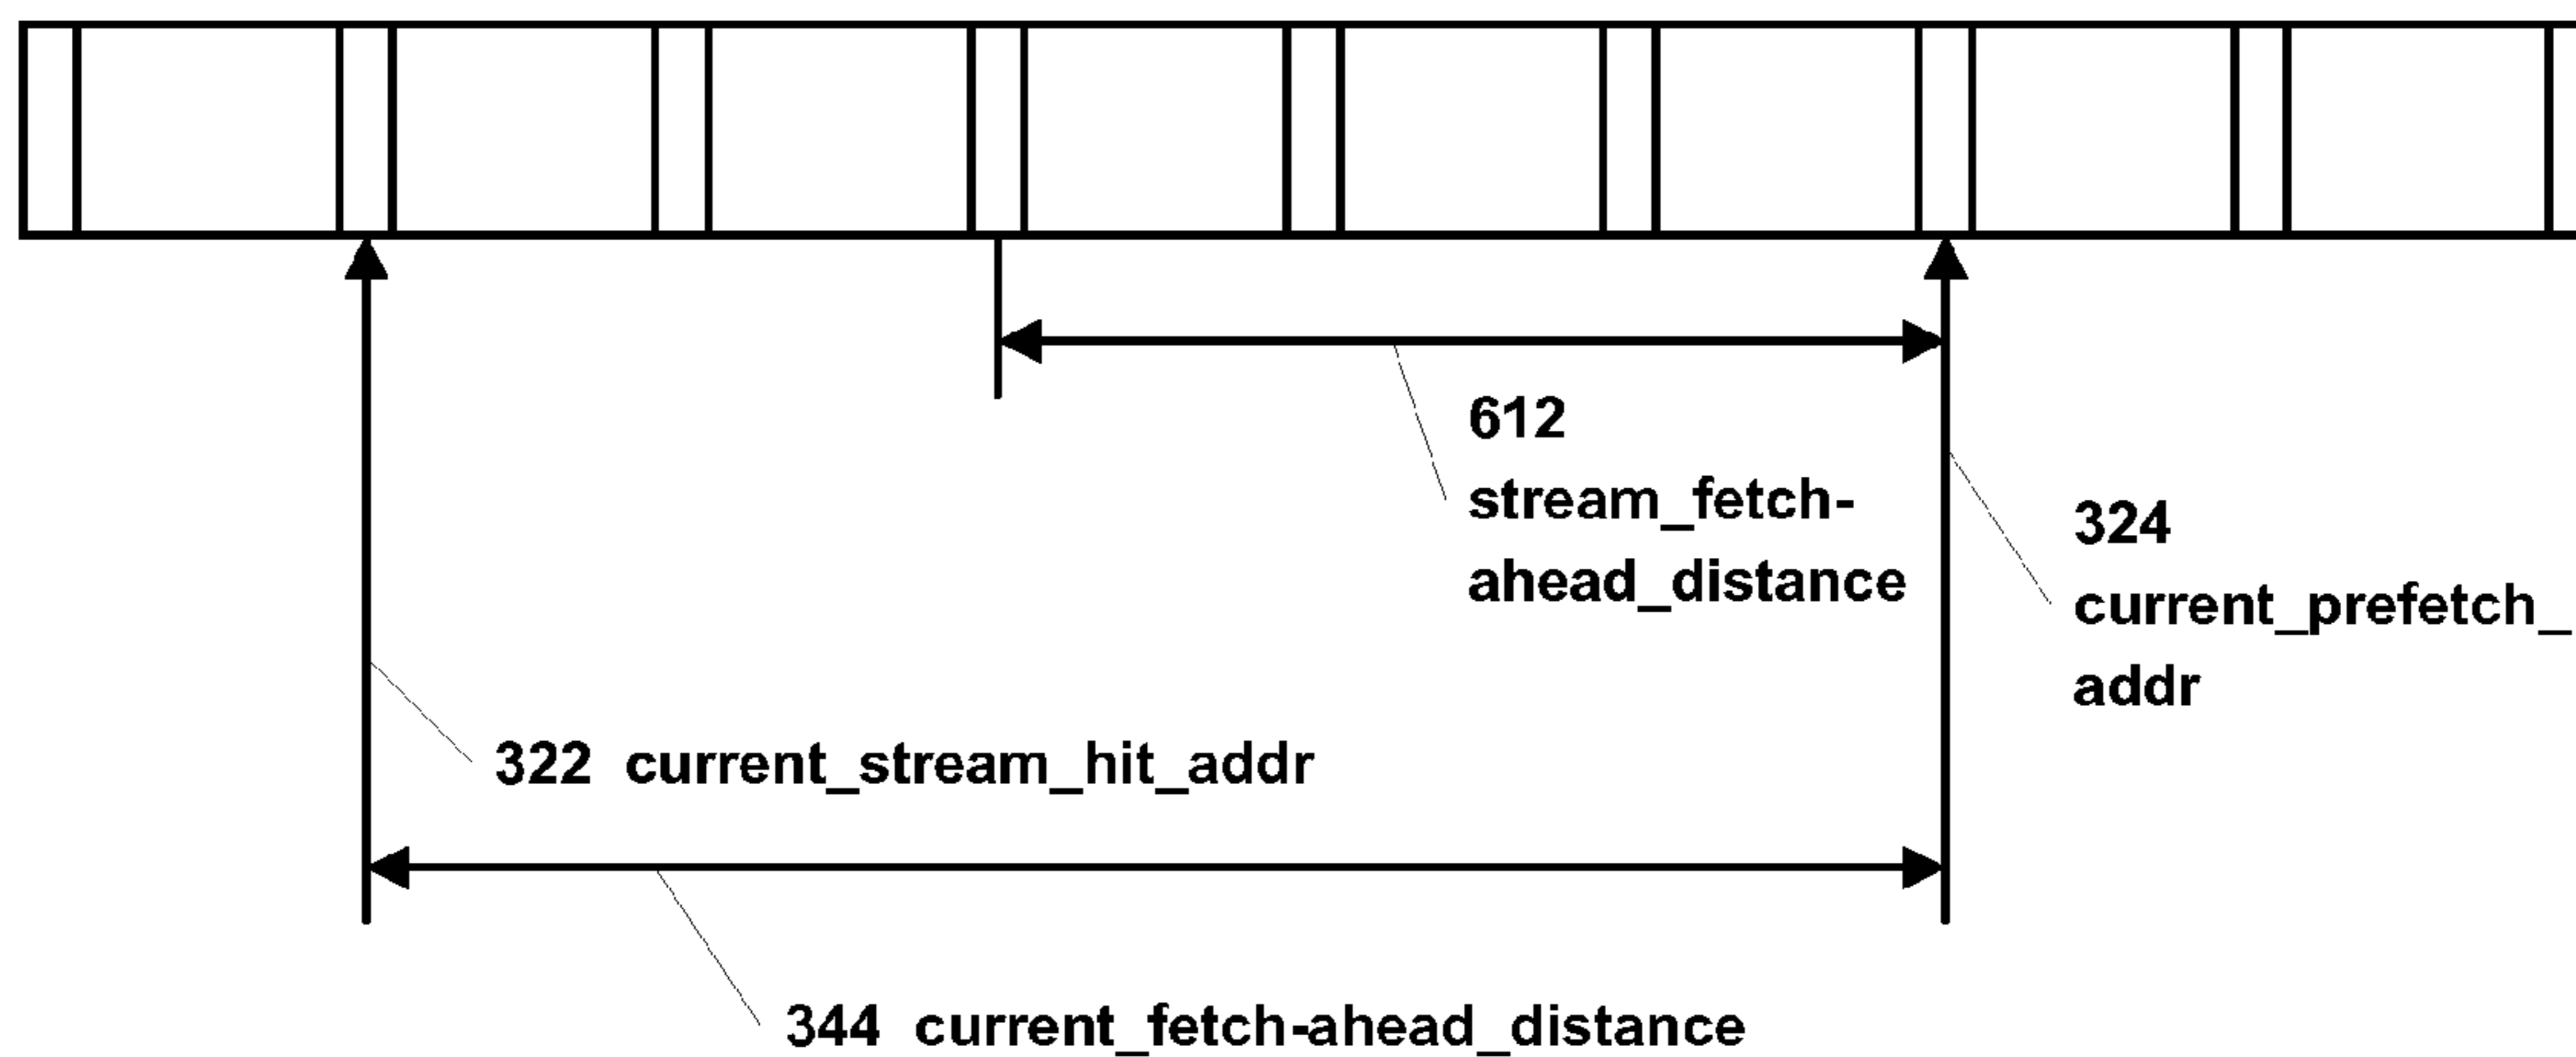 612
stream_fetch-
ahead_distance
324
current_prefetch_
addr
322 current_stream_hit_addr
344 current_fetch-ahead_distance